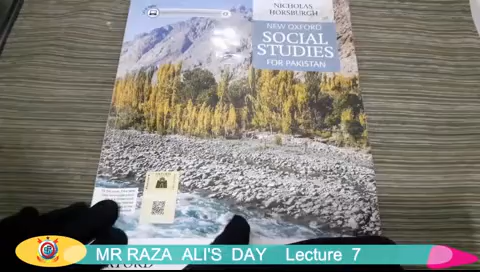 NICHOLAS
HORSBURGH
NEW OXFORD
SOCIAL
STUDIES
FOR PAKISTAN
MR RAZA ALI'S DAY Lecture 7